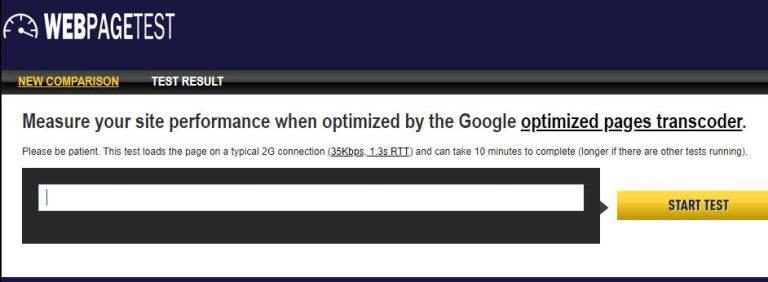 WEBPAGETEST
NEW COMPARISON TEST RESULT
Measure your site performance when optimized by the Google optimized pages transcoder.
Please be patient. This test loads the page on a typical 2G connection (35Kbps, 1.3s RTT) and can take 10 minutes to complete (longer if there are other tests running).
START TEST